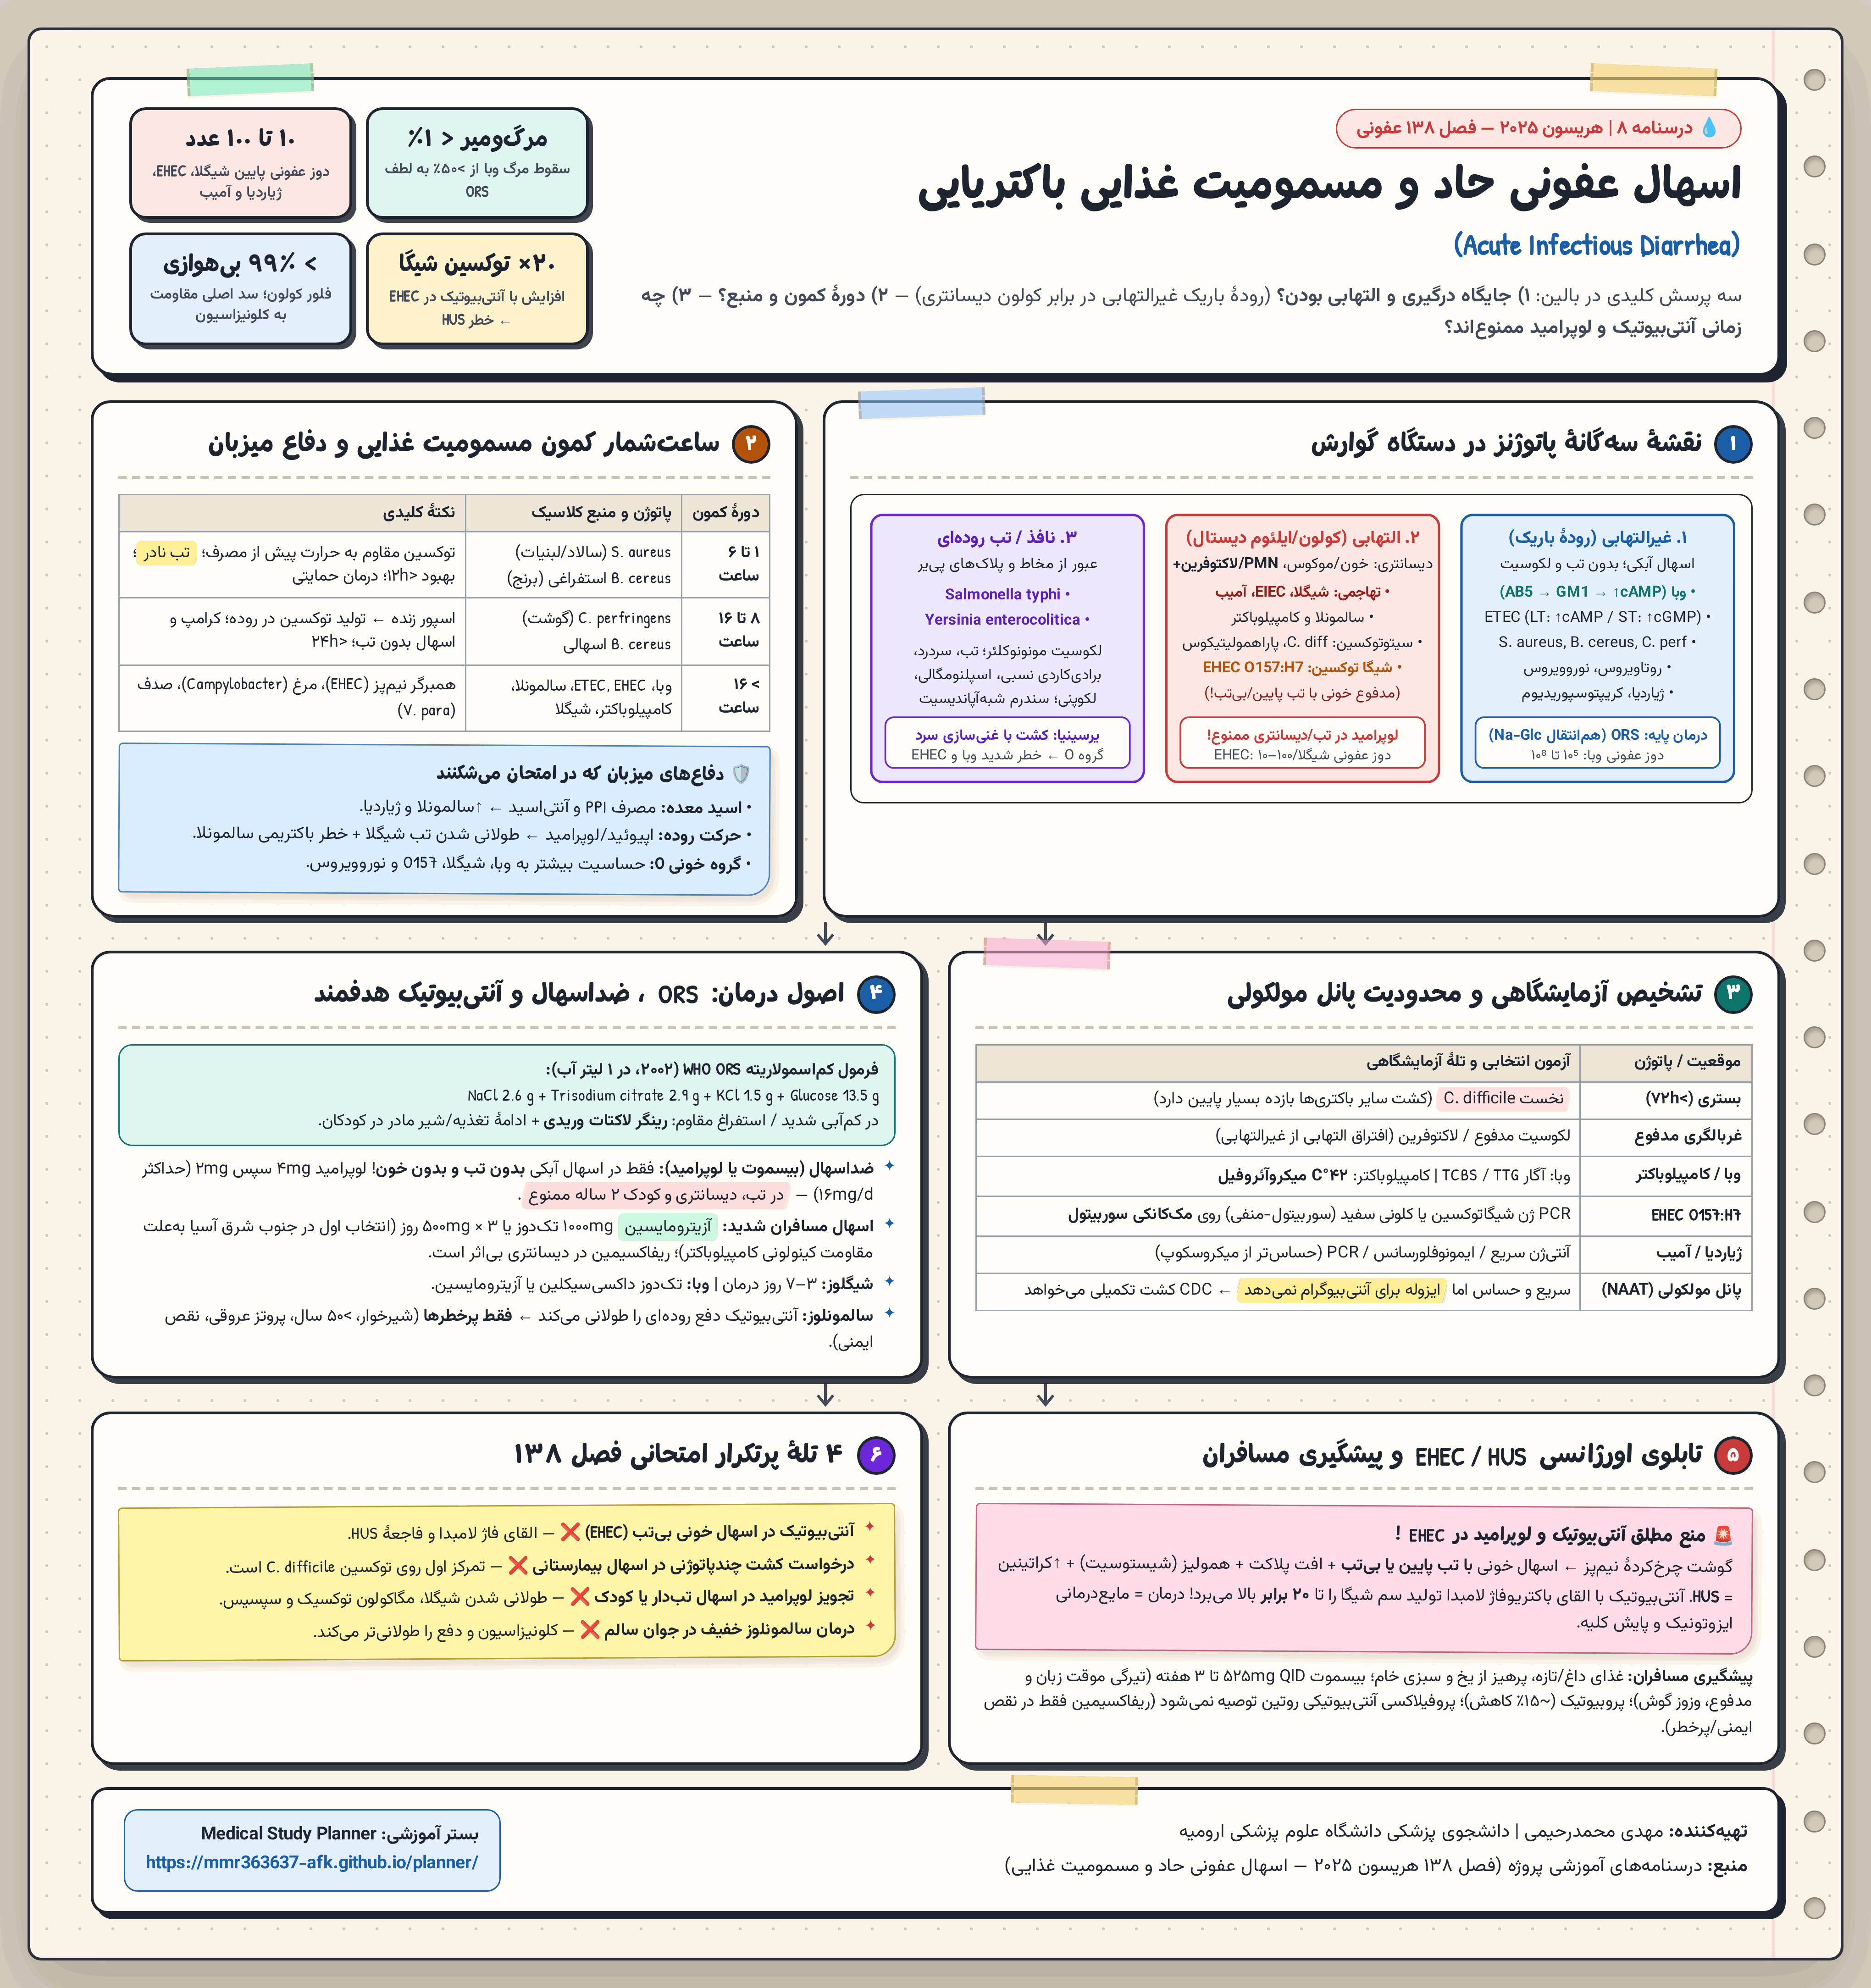 💧 درسنامه ۸ | هریسون ۲۰۲۵ – فصل ۱۳۸ عفونی
اسهال عفونی حاد و مسمومیت غذایی باکتریایی
(Acute Infectious Diarrhea)
سه پرسش کلیدی در بالین: ۱) جایگاه درگیری و التهابی بودن؟ (رودهٔ باریک غیرالتهابی در برابر کولون دیسانتری) – ۲) دورهٔ کمون و منبع؟ – ۳) چه
زمانی آنتی‌بیوتیک و لوپرامید ممنوع‌اند؟
مرگ‌ومیر < ۱٪
سقوط مرگ وبا از >۵۰٪ به لطف
ORS
۱۰ تا ۱۰۰ عدد
دوز عفونی پایین شیگلا، EHEC،
ژیاردیا و آمیب
۲۰× توکسین شیگا
افزایش با آنتی‌بیوتیک در EHEC
← خطر HUS
> ۹۹٪ بی‌هوازی
فلور کولون؛ سد اصلی مقاومت
به کلونیزاسیون
۱ نقشهٔ سه‌گانهٔ پاتوژنز در دستگاه گوارش
۱. غیرالتهابی (رودهٔ باریک)
اسهال آبکی؛ بدون تب و لکوسیت
• وبا (AB5 → GM1 → ↑cAMP)
• ETEC (LT: ↑cAMP / ST: ↑cGMP)
• S. aureus, B. cereus, C. perf
• روتاویروس، نوروویروس
• ژیاردیا، کریپتوسپوریدیوم
درمان پایه: ORS (هم‌انتقال Na-Glc)
دوز عفونی وبا: ۱۰⁵ تا ۱۰⁸
۲. التهابی (کولون/ایلئوم دیستال)
دیسانتری: خون/موکوس، PMN/لاکتوفرین+
• تهاجمی: شیگلا، EIEC، آمیب
• سالمونلا و کامپیلوباکتر
• سیتوتوکسین: C. diff، پاراهمولیتیکوس
• شیگا توکسین: EHEC O157:H7
(مدفوع خونی با تب پایین/بی‌تب!)
لوپرامید در تب/دیسانتری ممنوع!
دوز عفونی شیگلا/EHEC: ۱۰–۱۰۰
۳. نافذ / تب روده‌ای
عبور از مخاط و پلاک‌های پی‌یر
• Salmonella typhi
• Yersinia enterocolitica
لکوسیت مونونوکلئر؛ تب، سردرد،
برادی‌کاردی نسبی، اسپلنومگالی،
لکوپنی؛ سندرم شبه‌آپاندیسیت
یرسینیا: کشت با غنی‌سازی سرد
گروه O ← خطر شدید وبا و EHEC
۲ ساعت‌شمار کمون مسمومیت غذایی و دفاع میزبان
دورهٔ کمون پاتوژن و منبع کلاسیک نکتهٔ کلیدی
۱ تا ۶ S. aureus (سالاد/لبنیات) توکسین مقاوم به حرارت پیش از مصرف؛ تب نادر؛
ساعت B. cereus استفراغی (برنج) بهبود <۱۲h؛ درمان حمایتی
۸ تا ۱۶ C. perfringens (گوشت) اسپور زنده ← تولید توکسین در روده؛ کرامپ و
ساعت B. cereus اسهالی اسهال بدون تب؛ <۲۴h
> ۱۶ وبا، ETEC, EHEC، سالمونلا، همبرگر نیم‌پز (EHEC)، مرغ (Campylobacter)، صدف
ساعت کامپیلوباکتر، شیگلا (V. para)
🛡️ دفاع‌های میزبان که در امتحان می‌شکنند
• اسید معده: مصرف PPI و آنتی‌اسید ← ↑سالمونلا و ژیاردیا.
• حرکت روده: اپیوئید/لوپرامید ← طولانی شدن تب شیگلا + خطر باکتریمی سالمونلا.
• گروه خونی O: حساسیت بیشتر به وبا، شیگلا، O157 و نوروویروس.
۳ تشخیص آزمایشگاهی و محدودیت پانل مولکولی
موقعیت / پاتوژن آزمون انتخابی و تلهٔ آزمایشگاهی
بستری (>۷۲h) نخست C. difficile (کشت سایر باکتری‌ها بازده بسیار پایین دارد)
غربالگری مدفوع لکوسیت مدفوع / لاکتوفرین (افتراق التهابی از غیرالتهابی)
وبا / کامپیلوباکتر وبا: آگار TCBS / TTG | کامپیلوباکتر: ۴۲°C میکروآئروفیل
EHEC O157:H7 PCR ژن شیگاتوکسین یا کلونی سفید (سوربیتول-منفی) روی مک‌کانکی سوربیتول
ژیاردیا / آمیب آنتی‌ژن سریع / ایمونوفلورسانس / PCR (حساس‌تر از میکروسکوپ)
پانل مولکولی (NAAT) سریع و حساس اما ایزوله برای آنتی‌بیوگرام نمی‌دهد ← CDC کشت تکمیلی می‌خواهد
۴ اصول درمان: ORS ، ضداسهال و آنتی‌بیوتیک هدفمند
فرمول کم‌اسمولاریته WHO ORS (۲۰۰۲، در ۱ لیتر آب):
NaCl 2.6 g + Trisodium citrate 2.9 g + KCl 1.5 g + Glucose 13.5 g
در کم‌آبی شدید / استفراغ مقاوم: رینگر لاکتات وریدی + ادامهٔ تغذیه/شیر مادر در کودکان.
✦ ضداسهال (بیسموت یا لوپرامید): فقط در اسهال آبکی بدون تب و بدون خون! لوپرامید ۴mg سپس ۲mg (حداکثر
۱۶mg/d) – در تب، دیسانتری و کودک ۲ ساله ممنوع.
✦ اسهال مسافران شدید: آزیترومایسین ۱۰۰۰mg تک‌دوز یا ۳ × ۵۰۰mg روز (انتخاب اول در جنوب شرق آسیا به‌علت
مقاومت کینولونی کامپیلوباکتر)؛ ریفاکسیمین در دیسانتری بی‌اثر است.
✦ شیگلوز: ۳–۷ روز درمان | وبا: تک‌دوز داکسی‌سیکلین یا آزیترومایسین.
✦ سالمونلوز: آنتی‌بیوتیک دفع روده‌ای را طولانی می‌کند ← فقط پرخطرها (شیرخوار، >۵۰ سال، پروتز عروقی، نقص
ایمنی).
۵ تابلوی اورژانسی EHEC / HUS و پیشگیری مسافران
🚨 منع مطلق آنتی‌بیوتیک و لوپرامید در EHEC !
گوشت چرخ‌کردهٔ نیم‌پز ← اسهال خونی با تب پایین یا بی‌تب + افت پلاکت + همولیز (شیستوسیت) + ↑کراتینین
= HUS. آنتی‌بیوتیک با القای باکتریوفاژ لامبدا تولید سم شیگا را تا ۲۰ برابر بالا می‌برد! درمان = مایع‌درمانی
ایزوتونیک و پایش کلیه.
پیشگیری مسافران: غذای داغ/تازه، پرهیز از یخ و سبزی خام؛ بیسموت ۵۲۵mg QID تا ۳ هفته (تیرگی موقت زبان و
مدفوع، وزوز گوش)؛ پروبیوتیک (~۱۵٪ کاهش)؛ پروفیلاکسی آنتی‌بیوتیکی روتین توصیه نمی‌شود (ریفاکسیمین فقط در نقص
ایمنی/پرخطر).
۶ ۴ تلهٔ پرتکرار امتحانی فصل ۱۳۸
✦ آنتی‌بیوتیک در اسهال خونی بی‌تب (EHEC) ❌ – القای فاژ لامبدا و فاجعهٔ HUS.
✦ درخواست کشت چندپاتوژنی در اسهال بیمارستانی ❌ – تمرکز اول روی توکسین C. difficile است.
✦ تجویز لوپرامید در اسهال تب‌دار یا کودک ❌ – طولانی شدن شیگلا، مگاکولون توکسیک و سپسیس.
✦ درمان سالمونلوز خفیف در جوان سالم ❌ – کلونیزاسیون و دفع را طولانی‌تر می‌کند.
تهیه‌کننده: مهدی محمدرحیمی | دانشجوی پزشکی دانشگاه علوم پزشکی ارومیه
منبع: درسنامه‌های آموزشی پروژه (فصل ۱۳۸ هریسون ۲۰۲۵ – اسهال عفونی حاد و مسمومیت غذایی)
بستر آموزشی: Medical Study Planner
https://mmr363637-afk.github.io/planner/